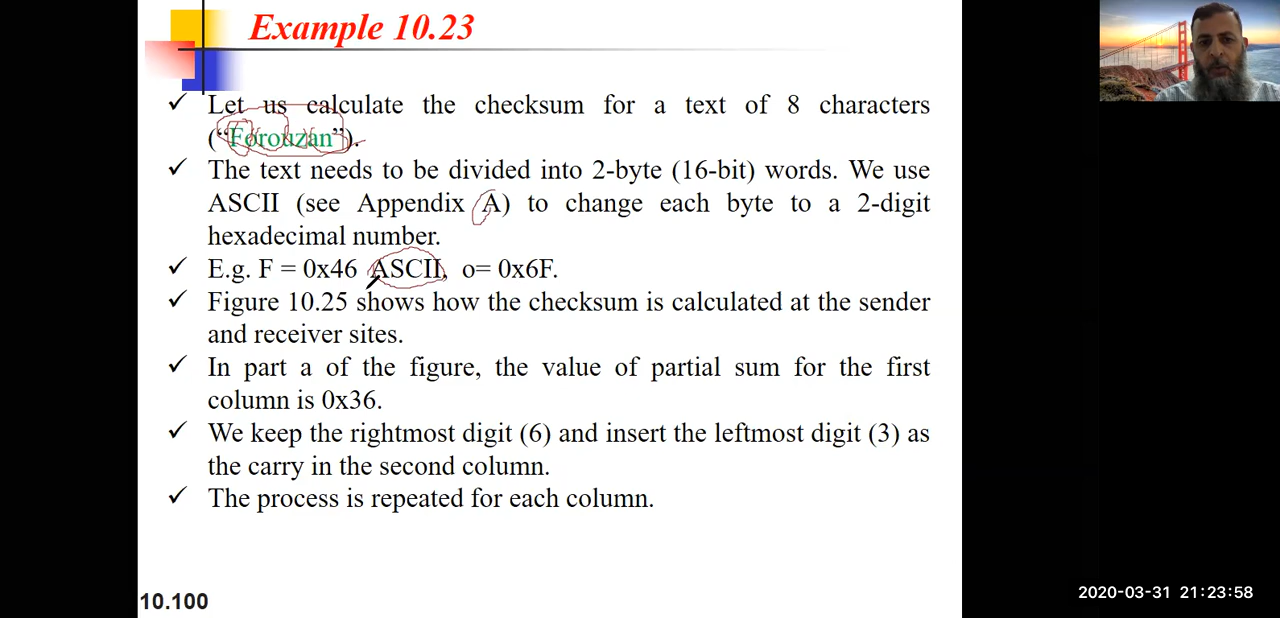 Example 10.23
✓ Let us calculate the checksum for a text of 8 characters
("Forouzan").
✓ The text needs to be divided into 2-byte (16-bit) words. We use
ASCII (see Appendix A) to change each byte to a 2-digit
hexadecimal number.
✓ E.g. F = 0x46 ASCII, o= 0x6F.
✓ Figure 10.25 shows how the checksum is calculated at the sender
and receiver sites.
✓ In part a of the figure, the value of partial sum for the first
column is 0x36.
✓ We keep the rightmost digit (6) and insert the leftmost digit (3) as
the carry in the second column.
✓ The process is repeated for each column.
10.100
2020-03-31 21:23:58